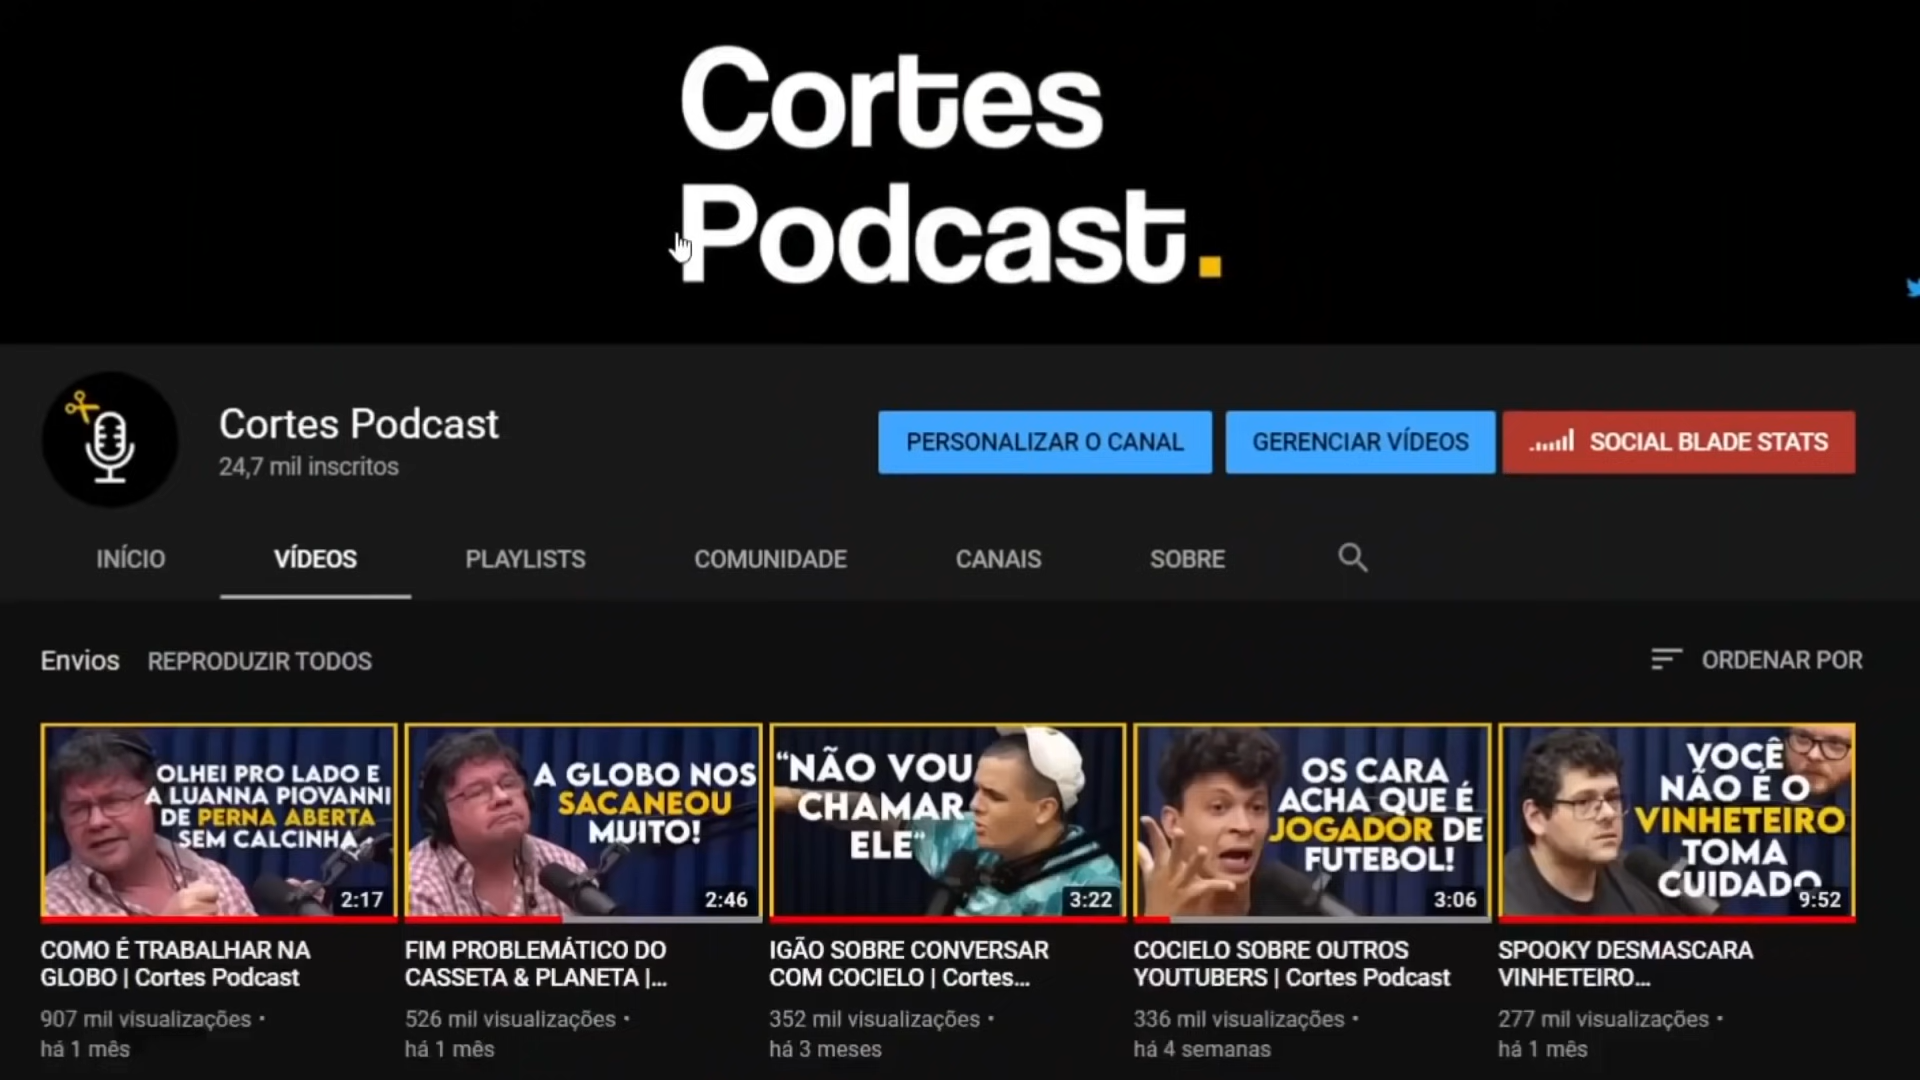 Cortes
Podcast.
Cortes Podcast
24,7 mil inscritos
PERSONALIZAR O CANAL
GERENCIAR VÍDEOS
SOCIAL BLADE STATS
INÍCIO
VÍDEOS
PLAYLISTS
COMUNIDADE
CANAIS
SOBRE
Envios
REPRODUZIR TODOS
ORDENAR POR
OLHEI PRO LADO E
A LUANNA PIOVANNI
DE PERNA ABERTA
SEM CALCINHA
2:17
COMO É TRABALHAR NA
GLOBO | Cortes Podcast
907 mil visualizações •
há 1 mês
A GLOBO NOS
SACANEOU
MUITO!
2:46
FIM PROBLEMÁTICO DO
CASSETA & PLANETA |...
526 mil visualizações •
há 1 mês
“NÃO VOU
CHAMAR
ELE“
3:22
IGÃO SOBRE CONVERSAR
COM COCIELO | Cortes...
352 mil visualizações •
há 3 meses
OS CARA
ACHA QUE É
JOGADOR DE
FUTEBOL!
3:06
COCIELO SOBRE OUTROS
YOUTUBERS | Cortes Podcast
336 mil visualizações •
há 4 semanas
VOCÊ
NÃO É O
VINHETEIRO
TOMA
CUIDADO
9:52
SPOOKY DESMASCARA
VINHETEIRO...
277 mil visualizações •
há 1 mês